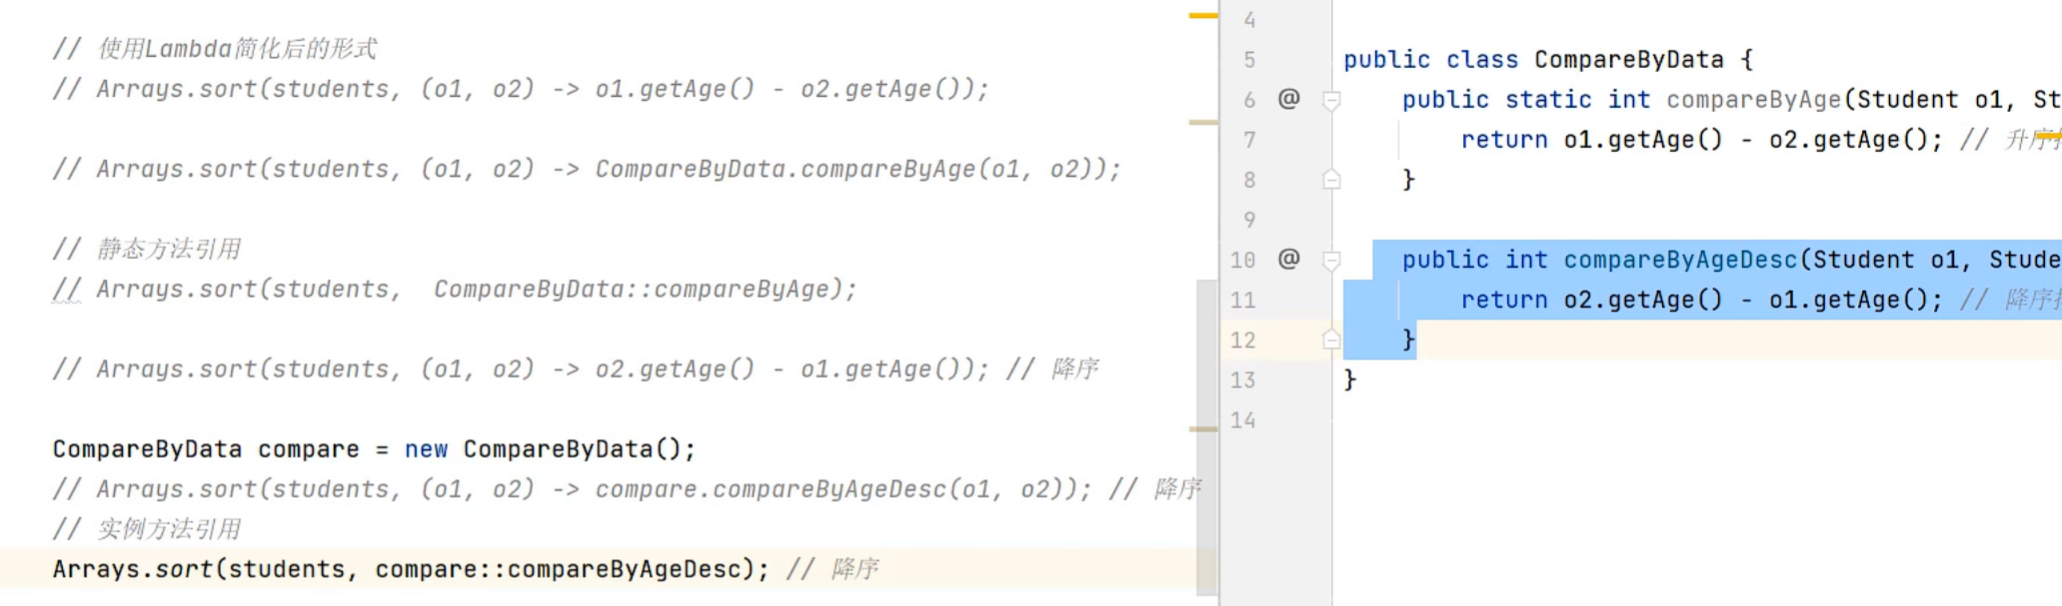 // 使用Lambda简化后的形式
// Arrays.sort(students, (o1, o2) -> o1.getAge() - o2.getAge());
// Arrays.sort(students, (o1, o2) -> CompareByData.compareByAge(o1, o2));
// 静态方法引用
// Arrays.sort(students,  CompareByData::compareByAge);
// Arrays.sort(students, (o1, o2) -> o2.getAge() - o1.getAge()); // 降序
CompareByData compare = new CompareByData();
// Arrays.sort(students, (o1, o2) -> compare.compareByAgeDesc(o1, o2)); // 降序
// 实例方法引用
Arrays.sort(students, compare::compareByAgeDesc); // 降序
4
5 public class CompareByData {
6 @ public static int compareByAge(Student o1, St
7 return o1.getAge() - o2.getAge(); // 升序
8 }
9
10 @ public int compareByAgeDesc(Student o1, Stude
11 return o2.getAge() - o1.getAge(); // 降序
12 }
13 }
14